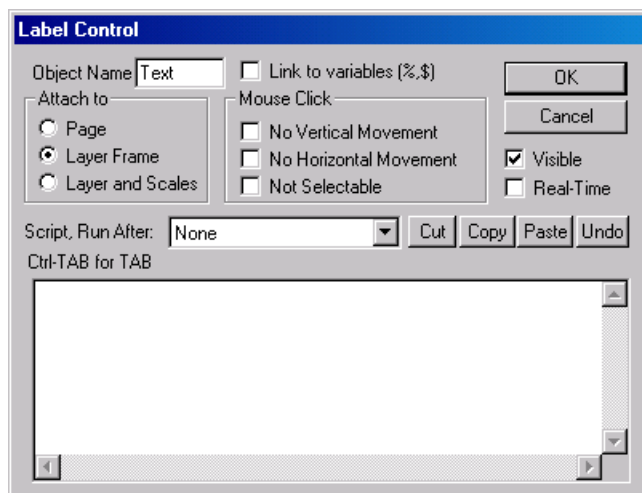 Label Control
Object Name Text Link to variables (%,$) OK
Attach to Mouse Click Cancel
Page No Vertical Movement
Layer Frame No Horizontal Movement Visible
Layer and Scales Not Selectable Real-Time
Script, Run After: None Cut Copy Paste Undo
Ctrl-TAB for TAB